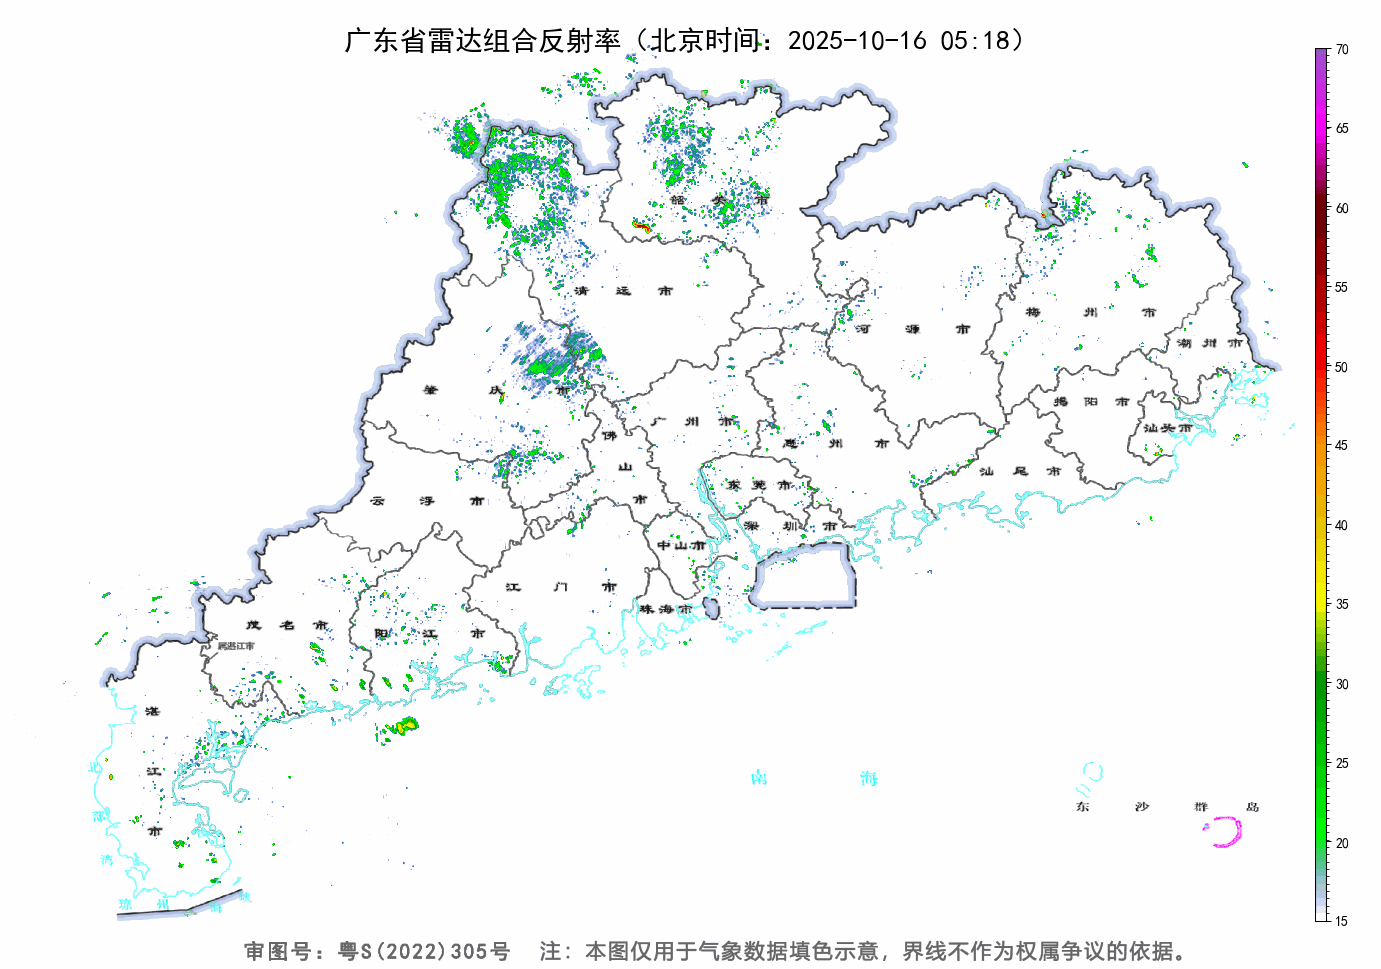 广东省雷达组合反射率（北京时间：2025-10-16 05:18）
70
65
60
55
50
45
40
35
30
25
20
15
韶关市
清远市
河源市
梅州市
潮州市
肇庆市
揭阳市
汕头市
广州市
佛山市
惠州市
云浮市
东莞市
汕尾市
深圳市
中山市
江门市
珠海市
茂名市
阳江市
属湛江市
湛江市
北部湾
南海
东沙群岛
琼州海峡
审图号：粤S(2022)305号 注：本图仅用于气象数据填色示意，界线不作为权属争议的依据。